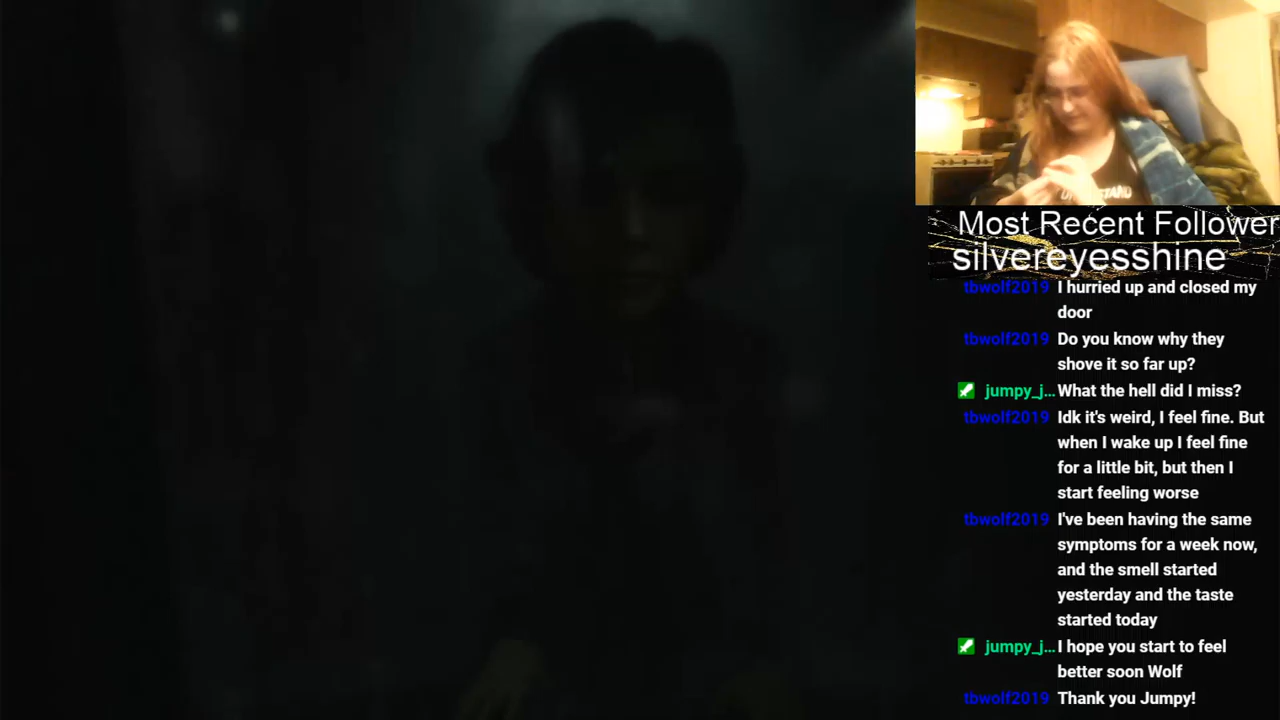 Most Recent Follower
silvereyesshine
tbwolf2019 I hurried up and closed my
door
tbwolf2019 Do you know why they
shove it so far up?
jumpy_j... What the hell did I miss?
tbwolf2019 Idk it's weird, I feel fine. But
when I wake up I feel fine
for a little bit, but then I
start feeling worse
tbwolf2019 I've been having the same
symptoms for a week now,
and the smell started
yesterday and the taste
started today
jumpy_j... I hope you start to feel
better soon Wolf
tbwolf2019 Thank you Jumpy!